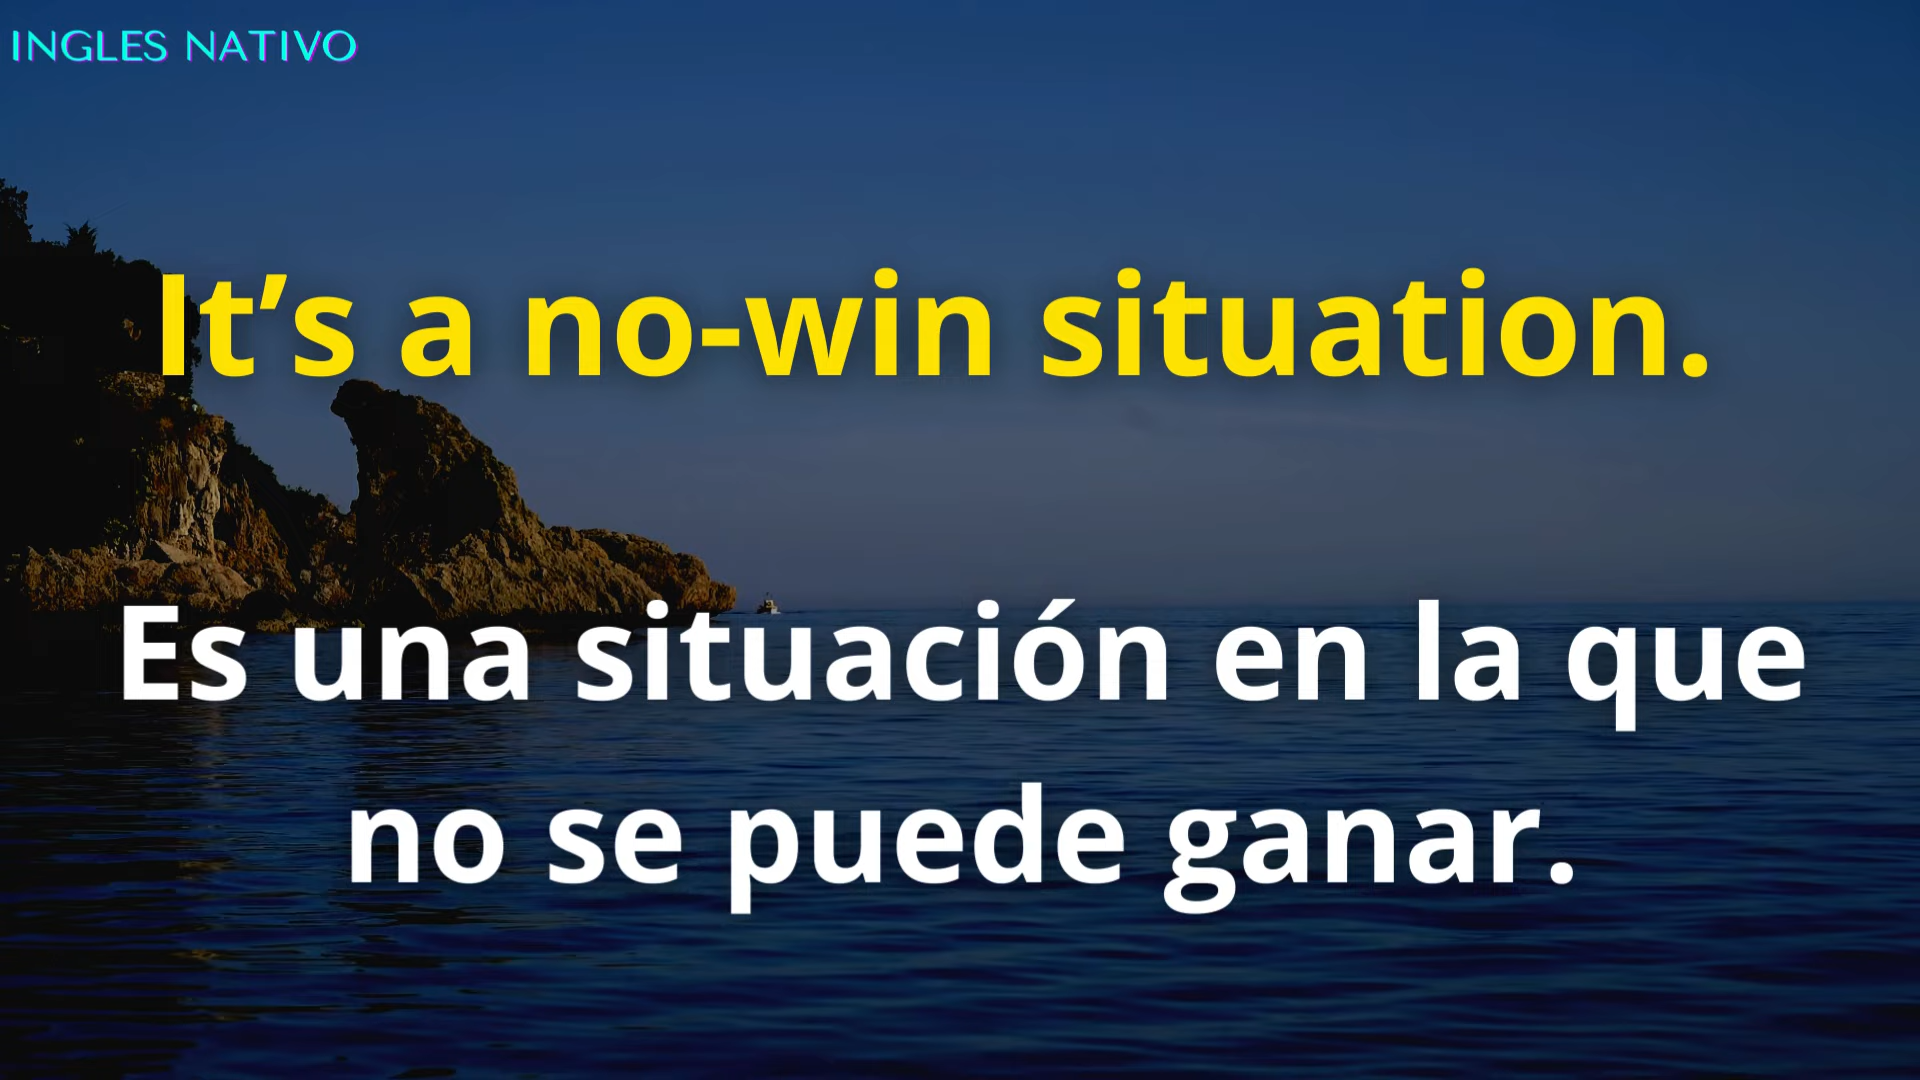 INGLES NATIVO
It’s a no-win situation.
Es una situación en la que
no se puede ganar.